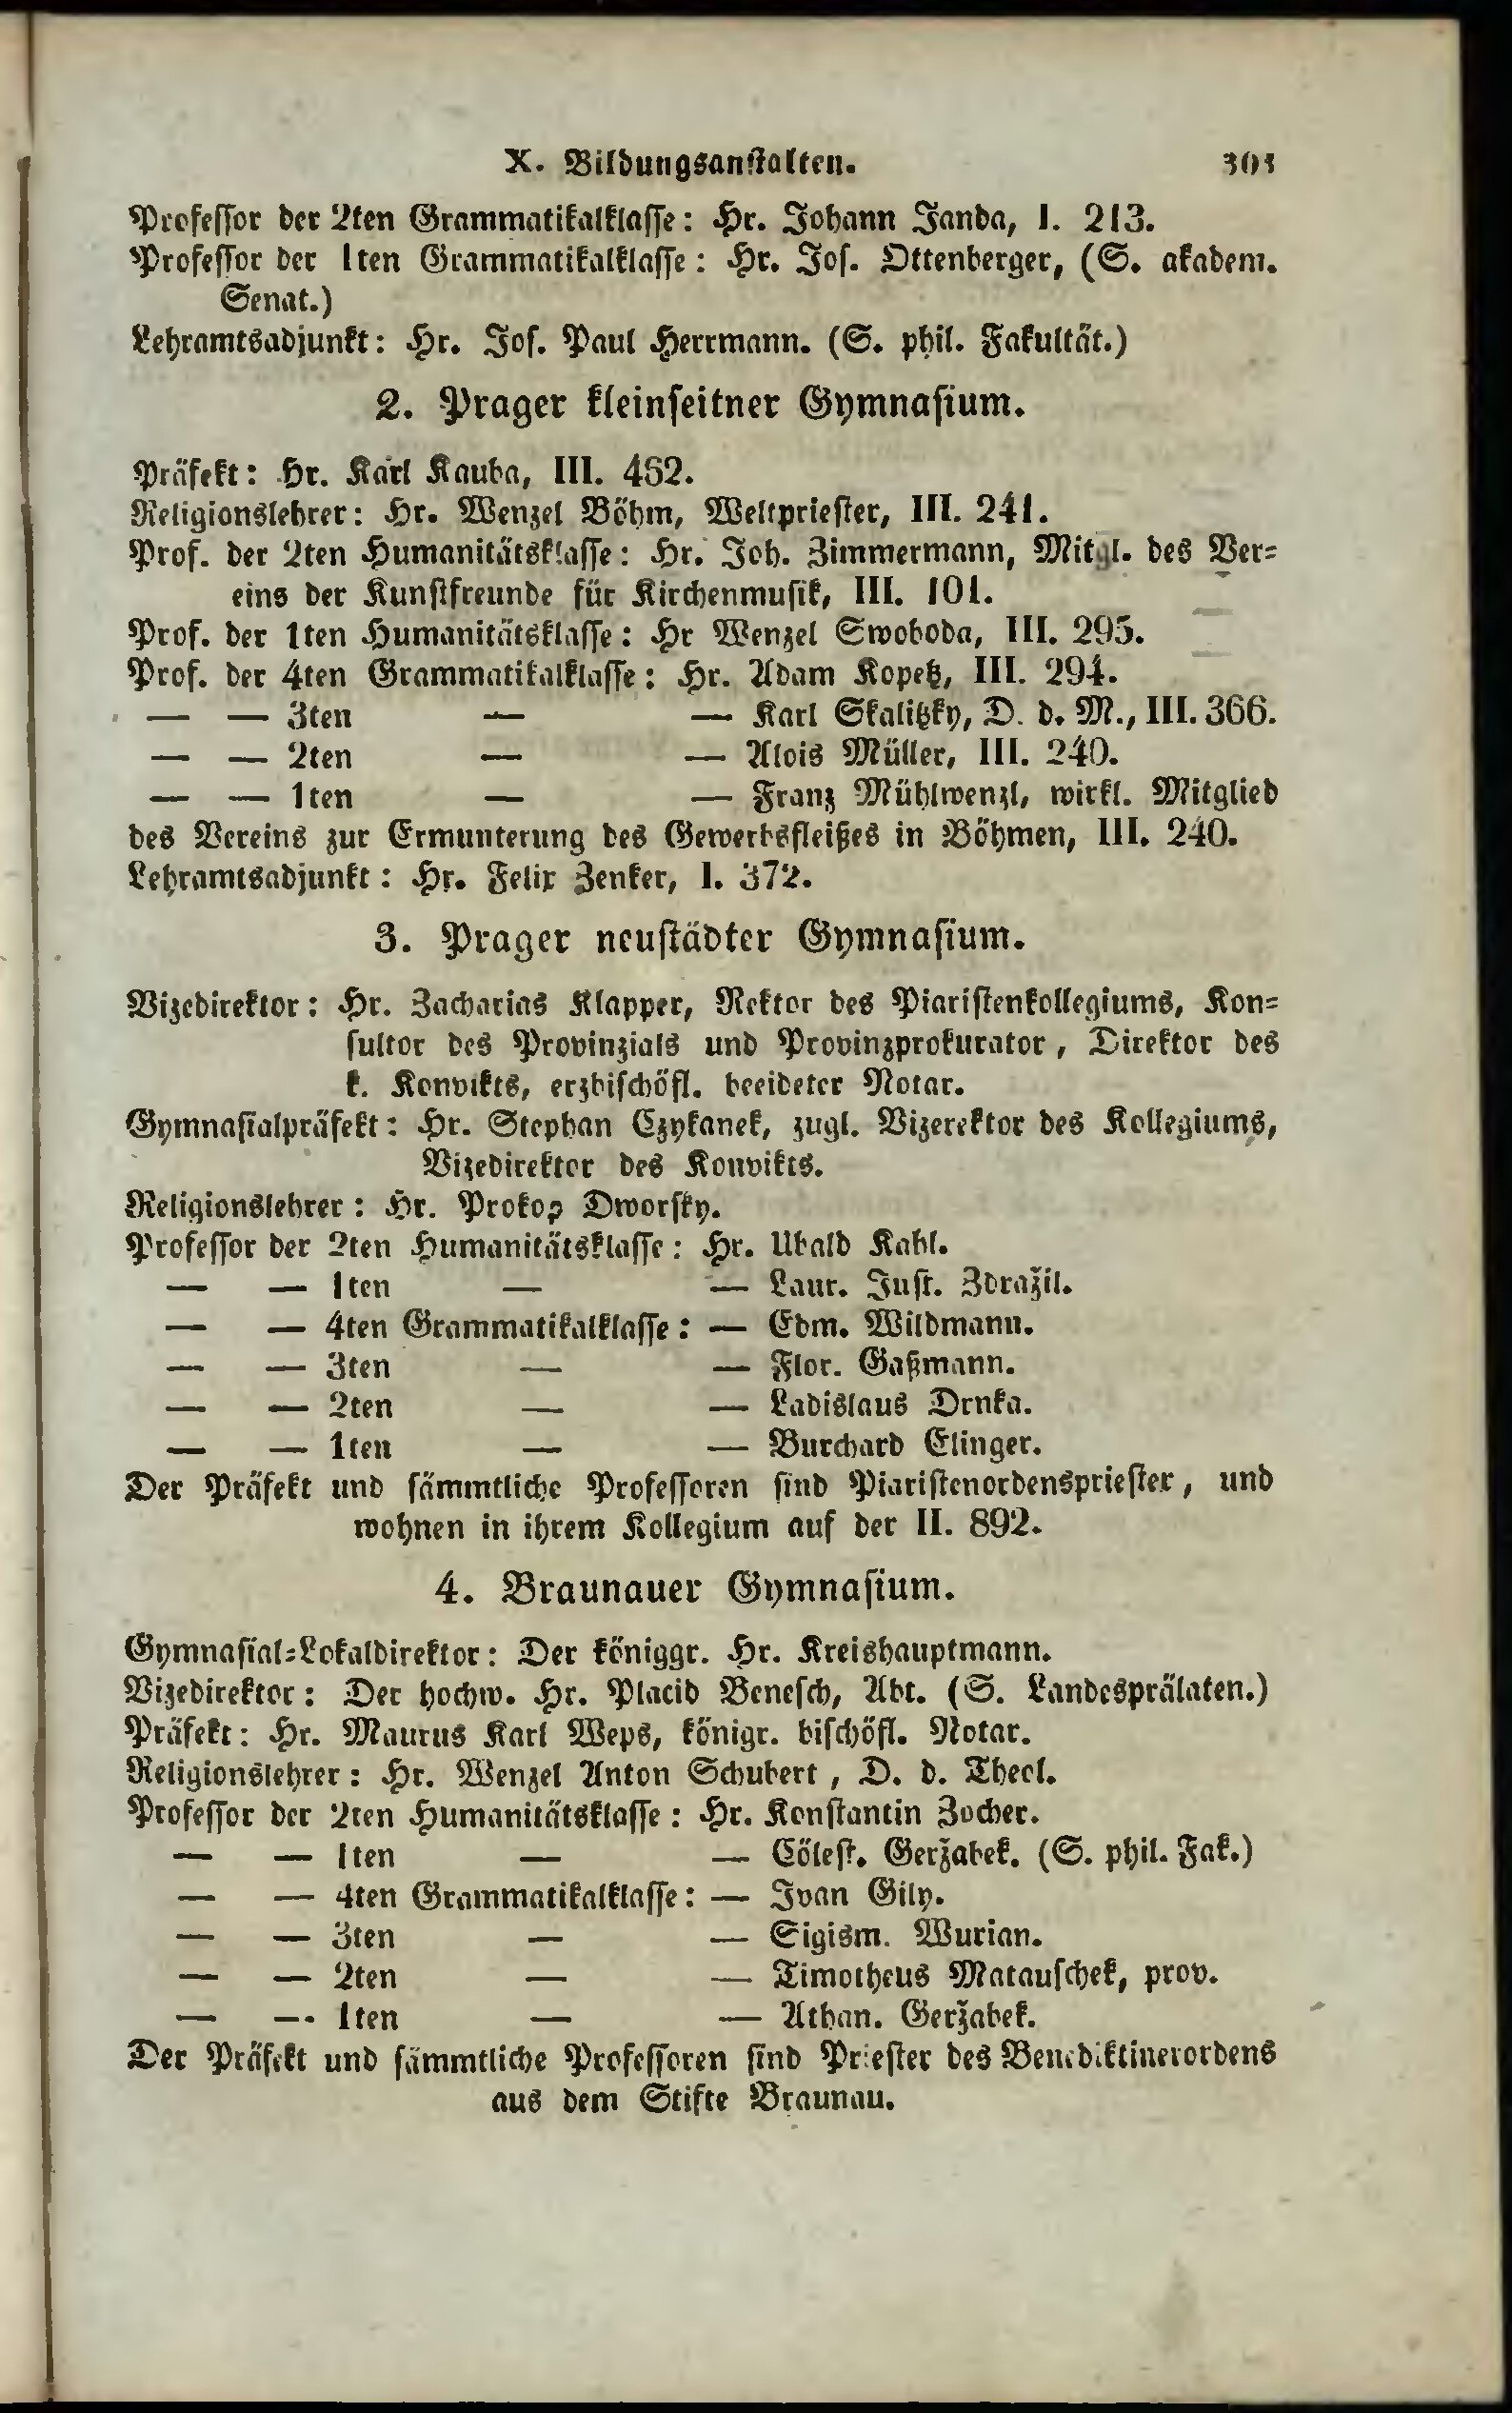 X. Bildungsanstalten. 303
Professor der 2ten Grammatikalklasse: Hr. Johann Janda, I. 213.
Professor der 1ten Grammatikalklasse: Hr. Jos. Ottenberger, (S. akadem.
Senat.)
Lehramtsadjunkt: Hr. Jos. Paul Herrmann. (S. phil. Fakultät.)
2. Prager kleinseitner Gymnasium.
Präfekt: Hr. Karl Kauba, III. 462.
Religionslehrer: Hr. Wenzel Böhm, Weltpriester, III. 241.
Prof. der 2ten Humanitätsklasse: Hr. Joh. Zimmermann, Mitgl. des Ver-
eins der Kunstfreunde für Kirchenmusik, III. 101.
Prof. der 1ten Humanitätsklasse: Hr Wenzel Swoboda, III. 295.
Prof. der 4ten Grammatikalklasse: Hr. Adam Kopetz, III. 294.
— — 3ten — — Karl Skalitzky, D. d. M., III. 366.
— — 2ten — — Alois Müller, III. 240.
— — 1ten — — Franz Mühlwenzl, wirkl. Mitglied
des Vereins zur Ermunterung des Gewerbsfleißes in Böhmen, III. 240.
Lehramtsadjunkt: Hr. Felix Zenker, I. 372.
3. Prager neustädter Gymnasium.
Vizedirektor: Hr. Zacharias Klapper, Rektor des Piaristenkollegiums, Kon-
sultor des Provinzials und Provinzprokurator, Direktor des
k. Konvikts, erzbischöfl. beeideter Notar.
Gymnasialpräfekt: Hr. Stephan Czykanek, zugl. Vizerektor des Kollegiums,
Vizedirektor des Konvikts.
Religionslehrer: Hr. Prokop Dworsky.
Professor der 2ten Humanitätsklasse: Hr. Ubald Kahl.
— — 1ten — — Laur. Just. Zdražil.
— — 4ten Grammatikalklasse: — Edm. Wildmann.
— — 3ten — — Flor. Gaßmann.
— — 2ten — — Ladislaus Drnka.
— — 1ten — — Burchard Elinger.
Der Präfekt und sämmtliche Professoren sind Piaristenordenspriester, und
wohnen in ihrem Kollegium auf der II. 892.
4. Braunauer Gymnasium.
Gymnasial-Lokaldirektor: Der königgr. Hr. Kreishauptmann.
Vizedirektor: Der hochw. Hr. Placid Benesch, Abt. (S. Landesprälaten.)
Präfekt: Hr. Maurus Karl Weps, königr. bischöfl. Notar.
Religionslehrer: Hr. Wenzel Anton Schubert, D. d. Theol.
Professor der 2ten Humanitätsklasse: Hr. Konstantin Zocher.
— — 1ten — — Cölest. Geržabek. (S. phil. Fak.)
— — 4ten Grammatikalklasse: — Ivan Gily.
— — 3ten — — Sigism. Wurian.
— — 2ten — — Timotheus Matauschek, prov.
— — 1ten — — Athan. Geržabek.
Der Präfekt und sämmtliche Professoren sind Priester des Benediktinerordens
aus dem Stifte Braunau.